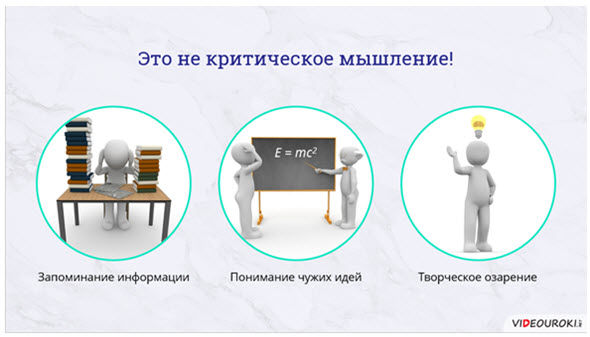 Это не критическое мышление!
E = mc²
Запоминание информации
Понимание чужих идей
Творческое озарение
VIDEOUROKI